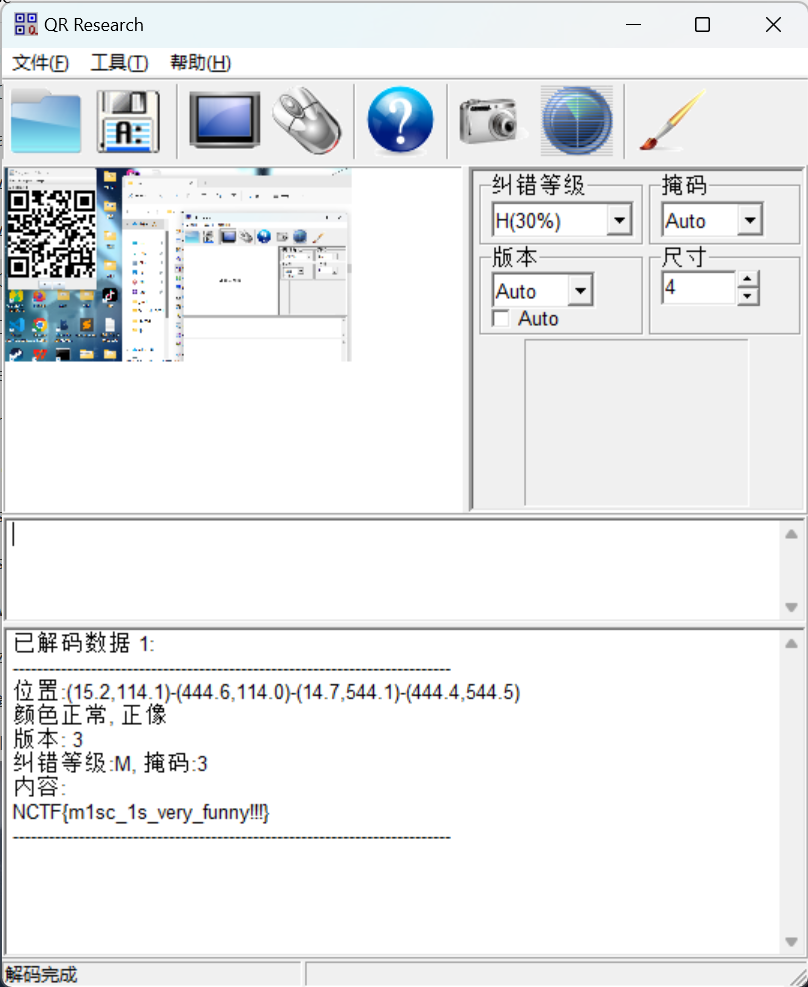 QR Research
文件(F) 工具(T) 帮助(H)
A:
纠错等级 掩码
H(30%) Auto
版本 尺寸
Auto 4
Auto
已解码数据 1:
---------------------------------------------------------------------------
位置:(15.2,114.1)-(444.6,114.0)-(14.7,544.1)-(444.4,544.5)
颜色正常, 正像
版本: 3
纠错等级:M, 掩码:3
内容:
NCTF{m1sc_1s_very_funny!!!}
---------------------------------------------------------------------------
解码完成